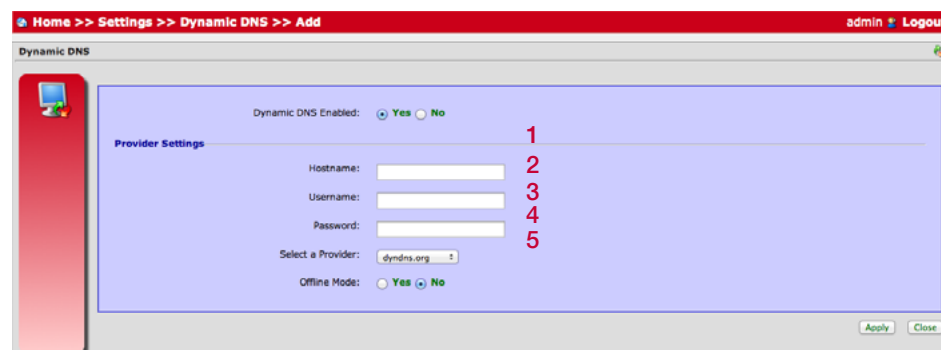 Home >> Settings >> Dynamic DNS >> Add admin Logou
Dynamic DNS
Dynamic DNS Enabled: Yes No
1
Provider Settings
Hostname: 2
Username: 3
4
Password:
5
Select a Provider: dyndns.org
Offline Mode: Yes No
Apply Close